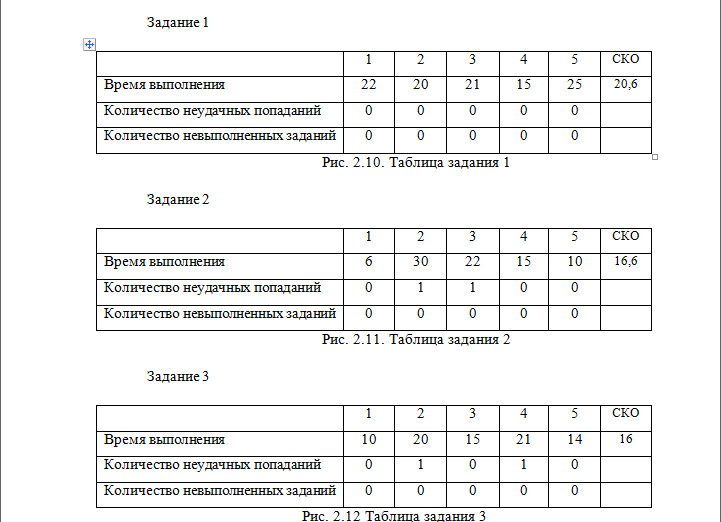 Задание 1
1 2 3 4 5 СКО
Время выполнения 22 20 21 15 25 20,6
Количество неудачных попаданий 0 0 0 0 0
Количество невыполненных заданий 0 0 0 0 0
Рис. 2.10. Таблица задания 1
Задание 2
1 2 3 4 5 СКО
Время выполнения 6 30 22 15 10 16,6
Количество неудачных попаданий 0 1 1 0 0
Количество невыполненных заданий 0 0 0 0 0
Рис. 2.11. Таблица задания 2
Задание 3
1 2 3 4 5 СКО
Время выполнения 10 20 15 21 14 16
Количество неудачных попаданий 0 1 0 1 0
Количество невыполненных заданий 0 0 0 0 0
Рис. 2.12 Таблица задания 3